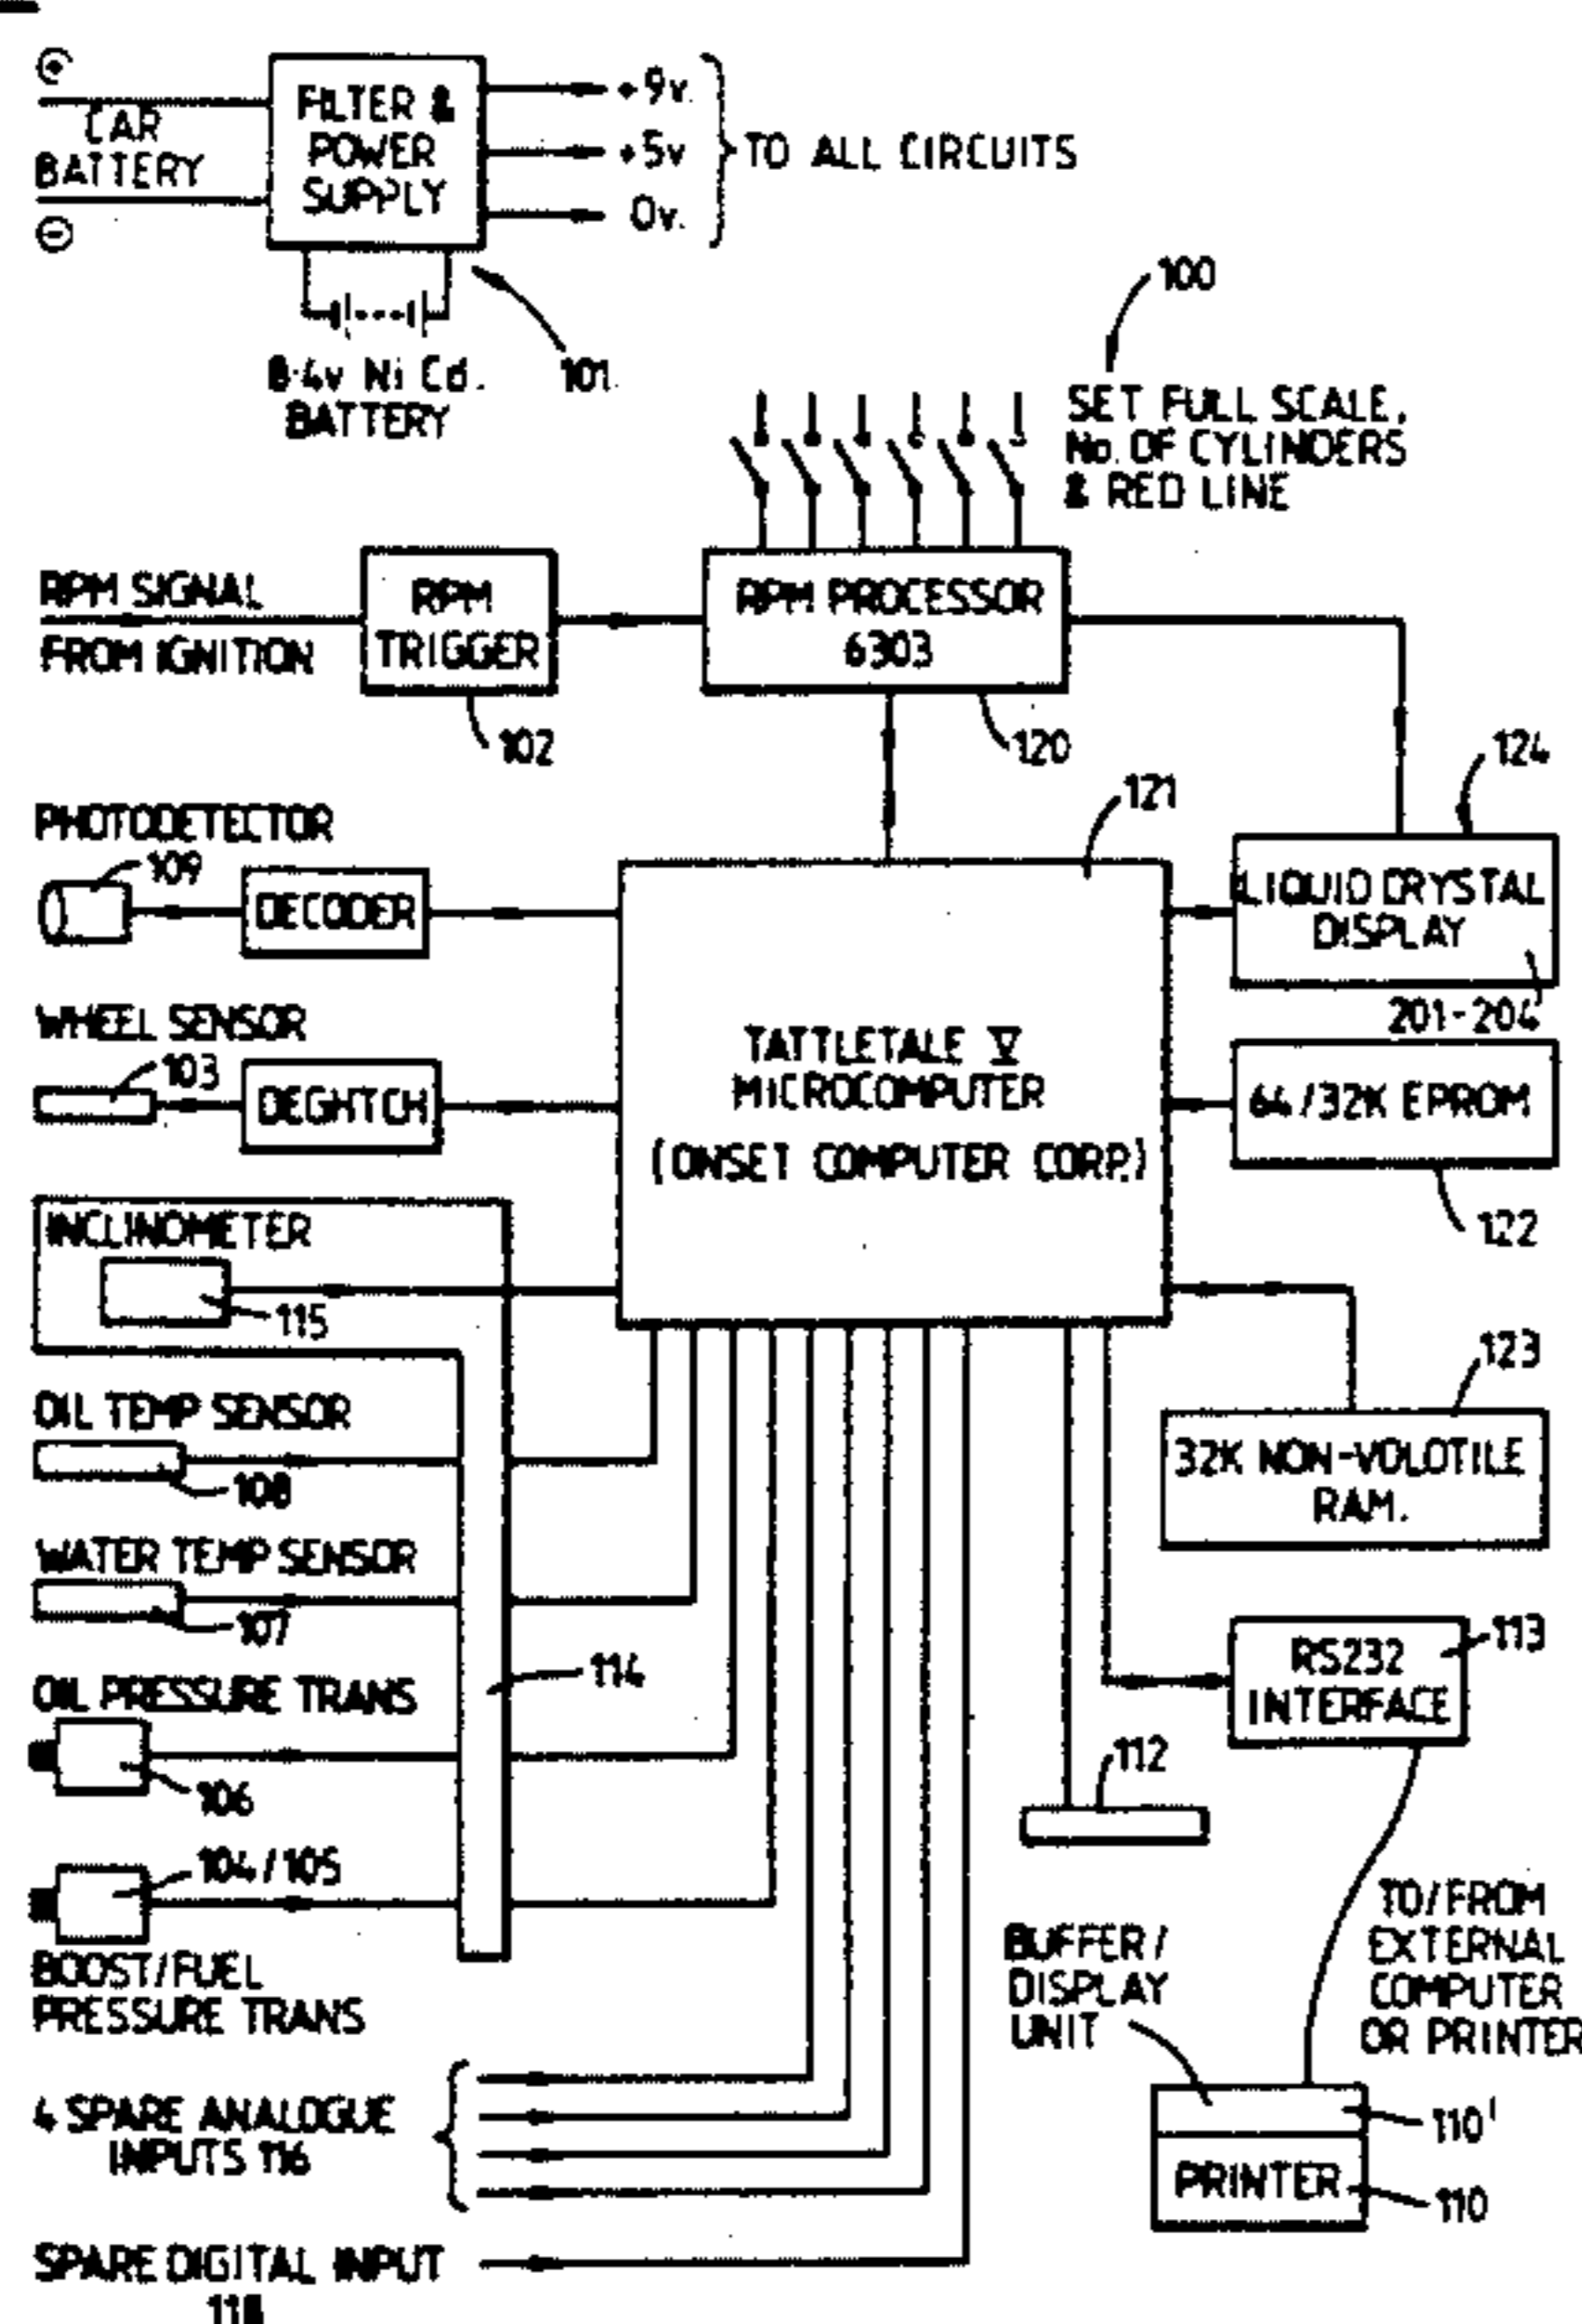 ⊕
CAR
BATTERY
⊖
FILTER &
POWER
SUPPLY
+9v.
+5v
0v.
TO ALL CIRCUITS
8·4v Ni Cd.
BATTERY
101
100
SET FULL SCALE,
No. OF CYLINDERS
& RED LINE
RPM SIGNAL
FROM IGNITION
RPM
TRIGGER
102
RPM PROCESSOR
6303
120
124
121
PHOTODETECTOR
109
DECODER
LIQUID CRYSTAL
DISPLAY
201-204
WHEEL SENSOR
103
DEGHTCH
TATTLETALE V
MICROCOMPUTER
(ONSET COMPUTER CORP.)
64/32K EPROM
122
INCLINOMETER
115
123
32K NON-VOLOTILE
RAM.
OIL TEMP SENSOR
108
WATER TEMP SENSOR
107
114
RS232
INTERFACE
113
OIL PRESSURE TRANS
106
112
104/105
BOOST/FUEL
PRESSURE TRANS
BUFFER/
DISPLAY
UNIT
TO/FROM
EXTERNAL
COMPUTER
OR PRINTER
4 SPARE ANALOGUE
INPUTS 116
110'
PRINTER
110
SPARE DIGITAL INPUT